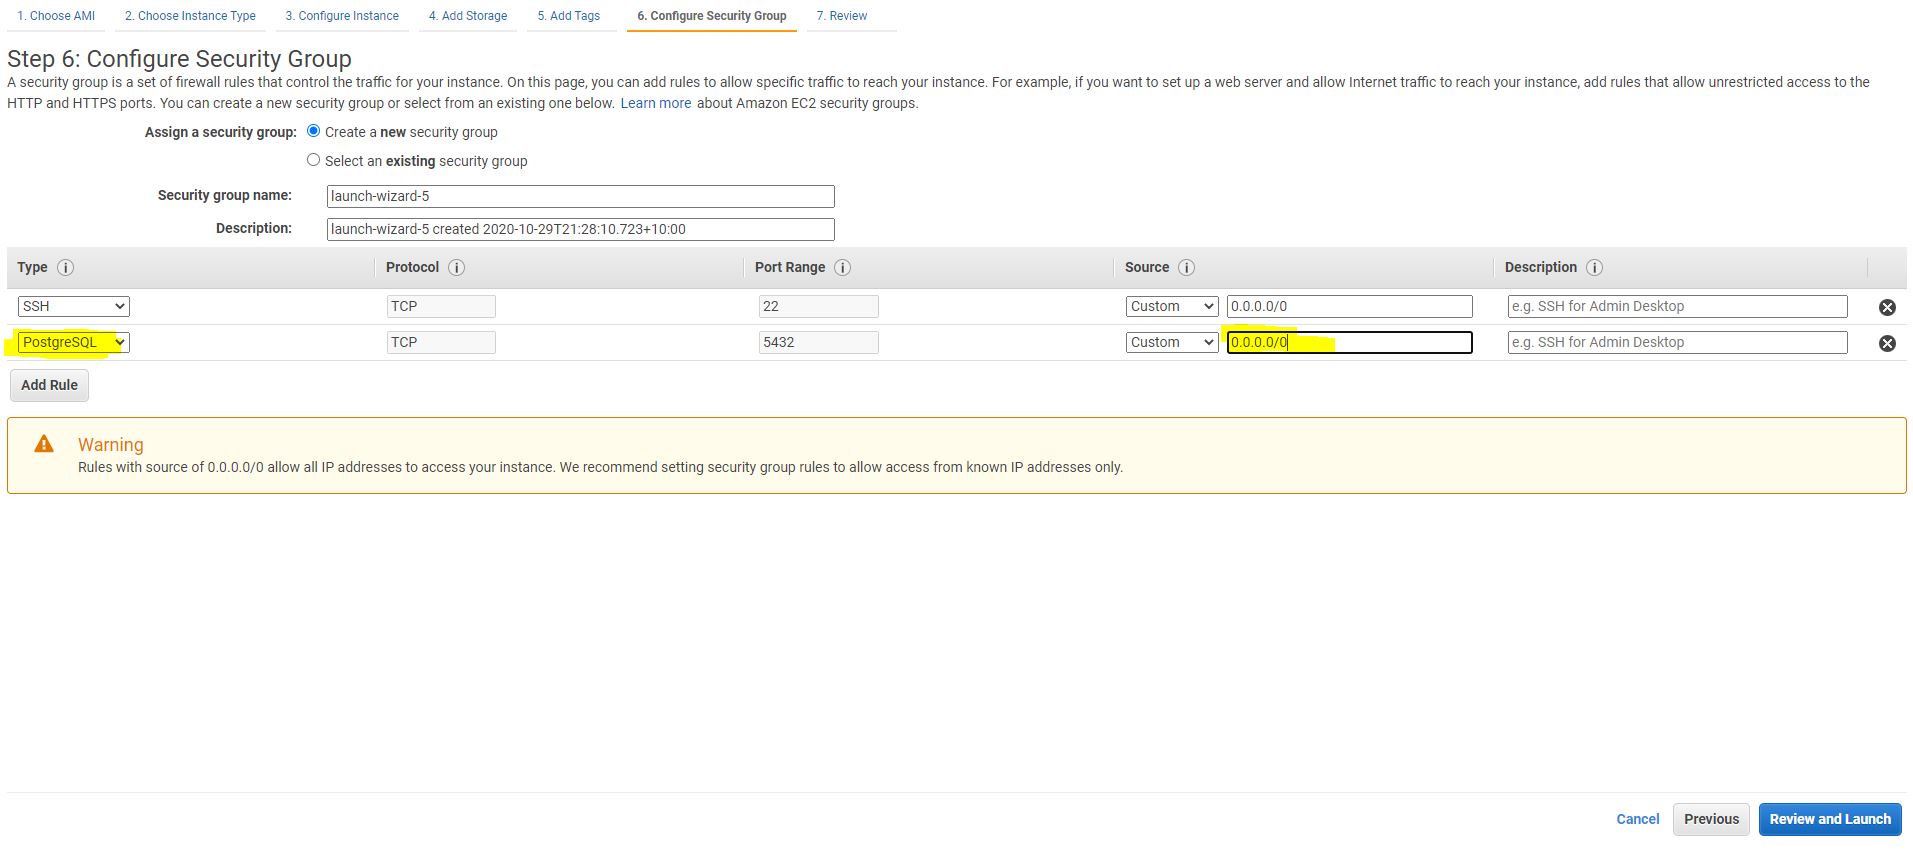 1. Choose AMI 2. Choose Instance Type 3. Configure Instance 4. Add Storage 5. Add Tags 6. Configure Security Group 7. Review
Step 6: Configure Security Group
A security group is a set of firewall rules that control the traffic for your instance. On this page, you can add rules to allow specific traffic to reach your instance. For example, if you want to set up a web server and allow Internet traffic to reach your instance, add rules that allow unrestricted access to the
HTTP and HTTPS ports. You can create a new security group or select from an existing one below. Learn more about Amazon EC2 security groups.
Assign a security group: Create a new security group
Select an existing security group
Security group name: launch-wizard-5
Description: launch-wizard-5 created 2020-10-29T21:28:10.723+10:00
Type i Protocol i Port Range i Source i Description i
SSH TCP 22 Custom 0.0.0.0/0 e.g. SSH for Admin Desktop
PostgreSQL TCP 5432 Custom 0.0.0.0/0 e.g. SSH for Admin Desktop
Add Rule
Warning
Rules with source of 0.0.0.0/0 allow all IP addresses to access your instance. We recommend setting security group rules to allow access from known IP addresses only.
Cancel Previous Review and Launch